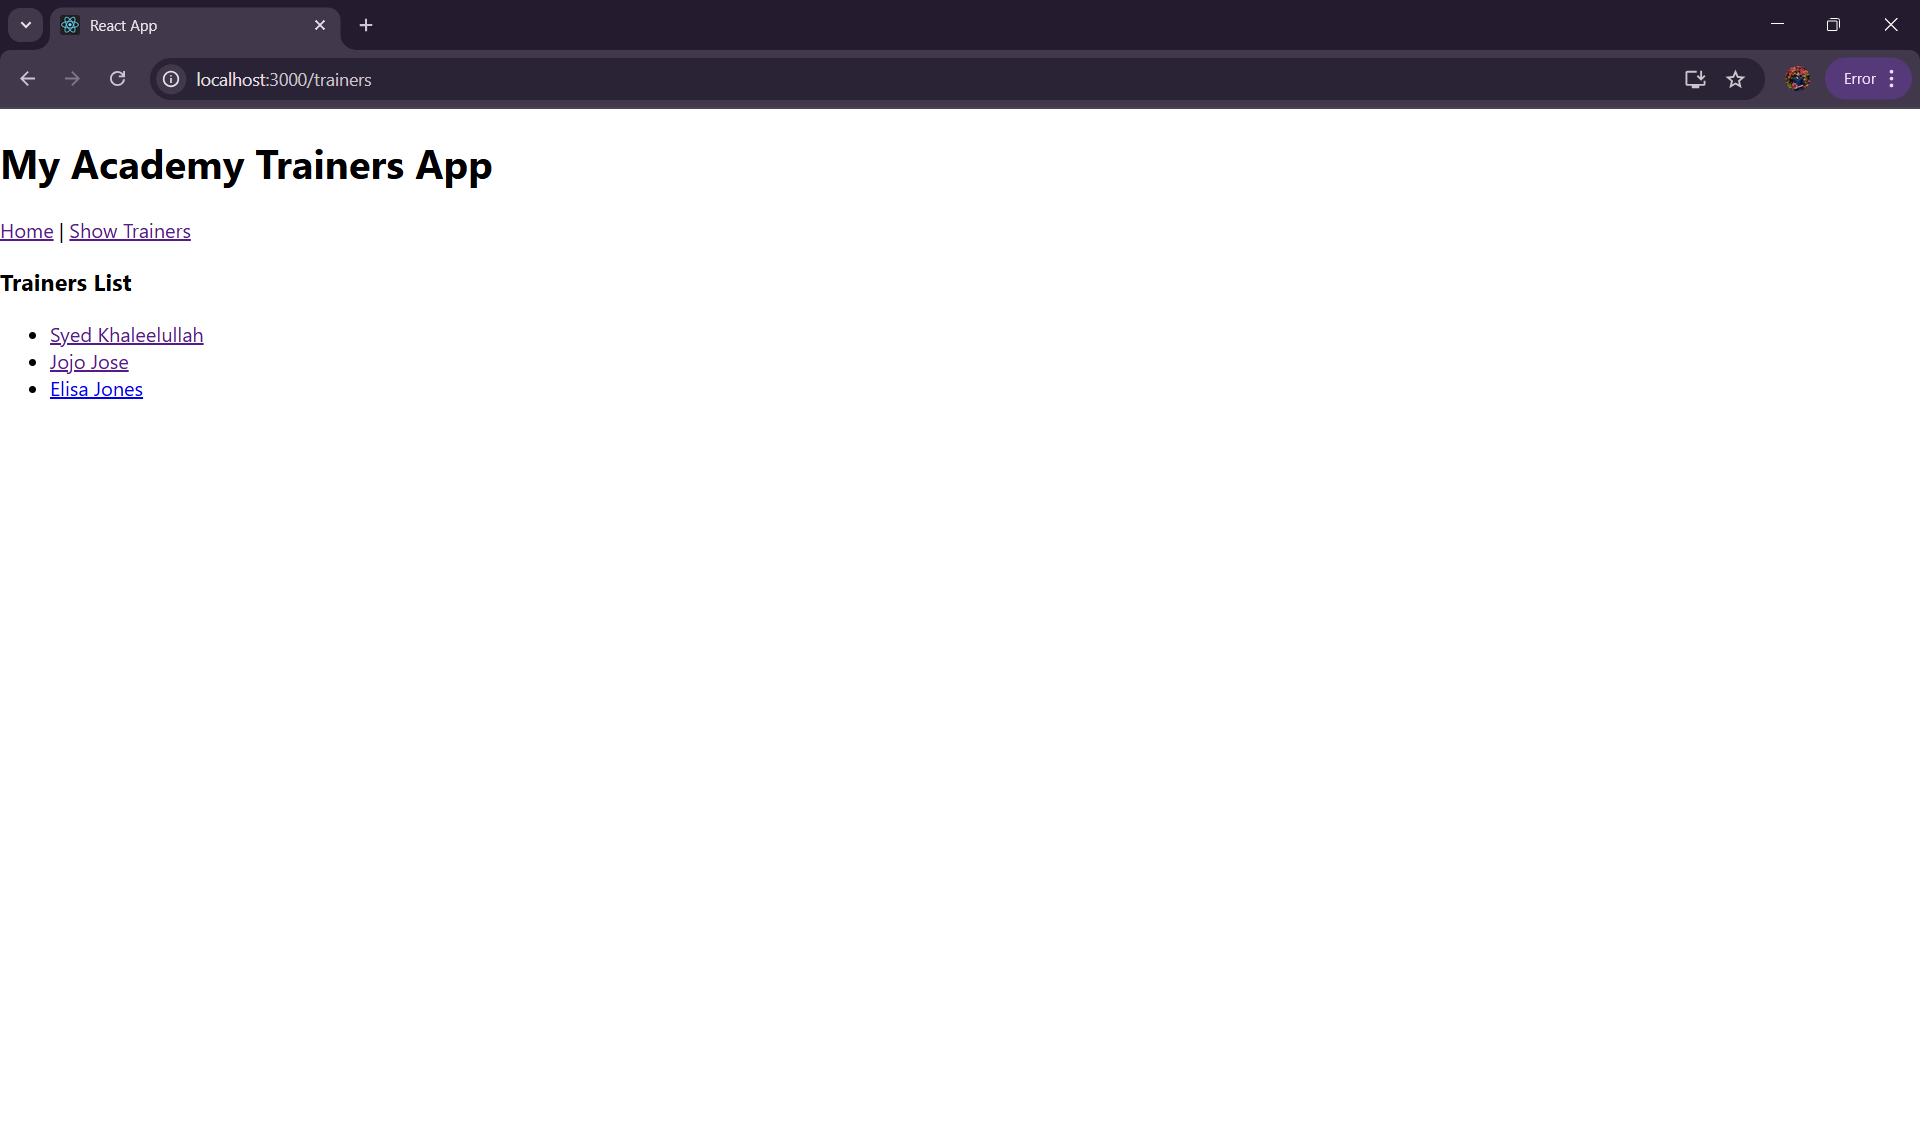 React App
localhost:3000/trainers
Error
My Academy Trainers App
Home | Show Trainers
Trainers List
Syed Khaleelullah
Jojo Jose
Elisa Jones